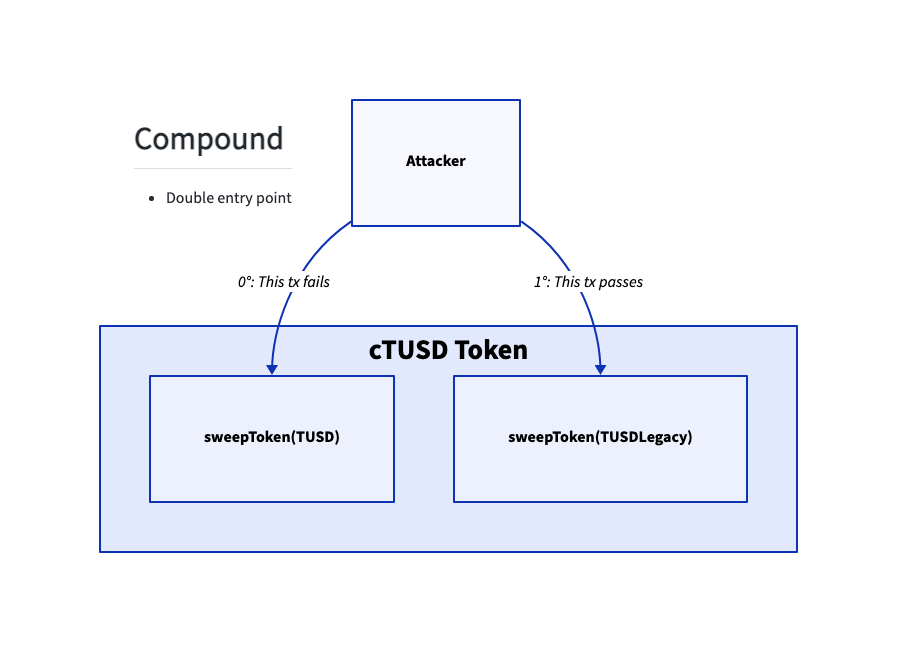 Compound
• Double entry point
Attacker
0°: This tx fails
1°: This tx passes
cTUSD Token
sweepToken(TUSD)
sweepToken(TUSDLegacy)